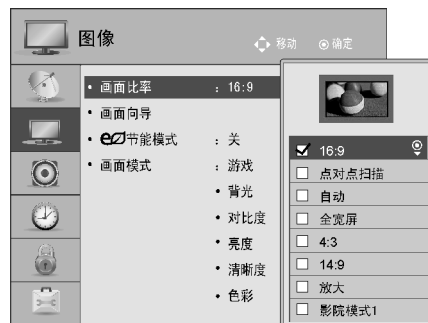 图像
移动 确定
• 画面比率 : 16:9
• 画面向导
• eco节能模式 : 关
• 画面模式 : 游戏
• 背光
• 对比度
• 亮度
• 清晰度
• 色彩
16:9
点对点扫描
自动
全宽屏
4:3
14:9
放大
影院模式1